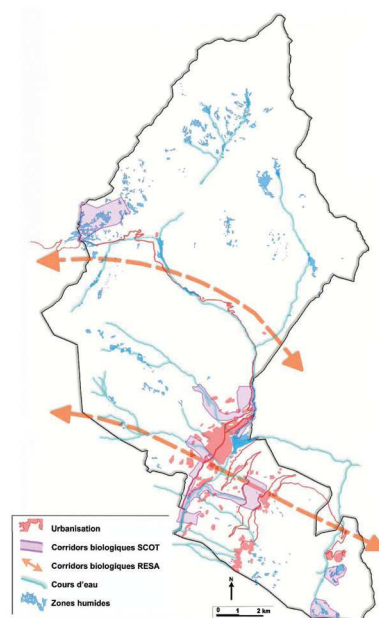 Urbanisation
Corridors biologiques SCOT
Corridors biologiques RESA
Cours d'eau
Zones humides
N
0 1 2 km